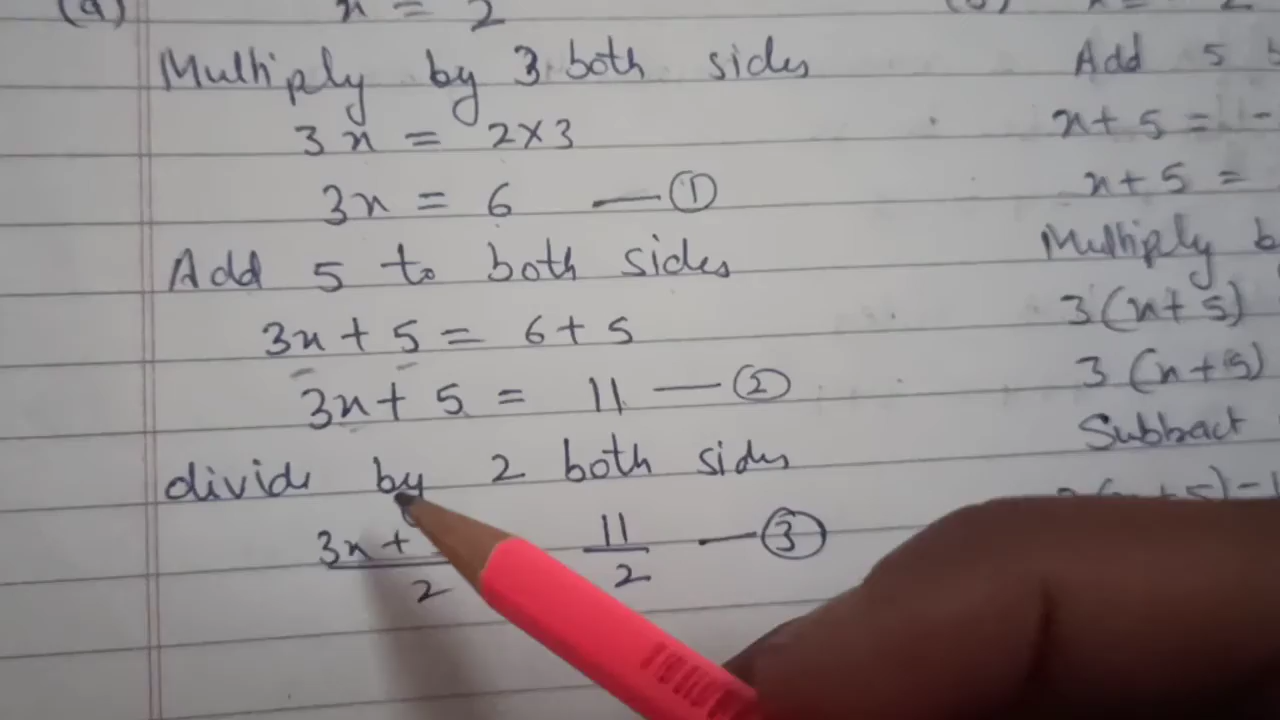 (a) x = 2
Multiply by 3 both sides
3x = 2×3
3x = 6 — ①
Add 5 to both sides
3x + 5 = 6 + 5
3x + 5 = 11 — ②
divide by 2 both sides
3x +
2
11
2
— ③
Add 5
x + 5 = -
x + 5 =
Multiply
3(x + 5)
3(x + 5)
Subtract